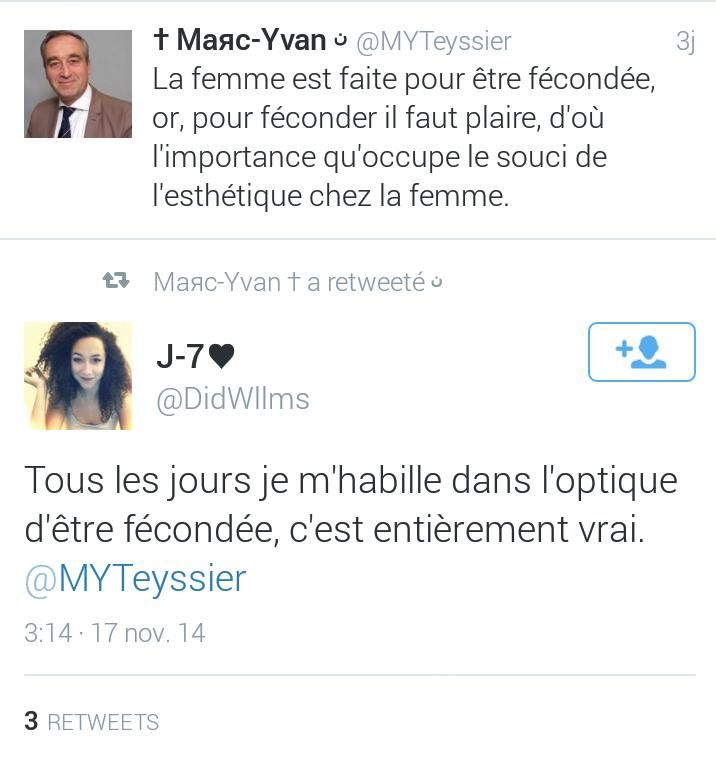 ✝ Maяc-Yvan ن @MYTeyssier 3j
La femme est faite pour être fécondée,
or, pour féconder il faut plaire, d'où
l'importance qu'occupe le souci de
l'esthétique chez la femme.
Maяc-Yvan ✝ a retweeté ن
J-7♥
@DidWllms
Tous les jours je m'habille dans l'optique
d'être fécondée, c'est entièrement vrai.
@MYTeyssier
3:14 · 17 nov. 14
3 RETWEETS